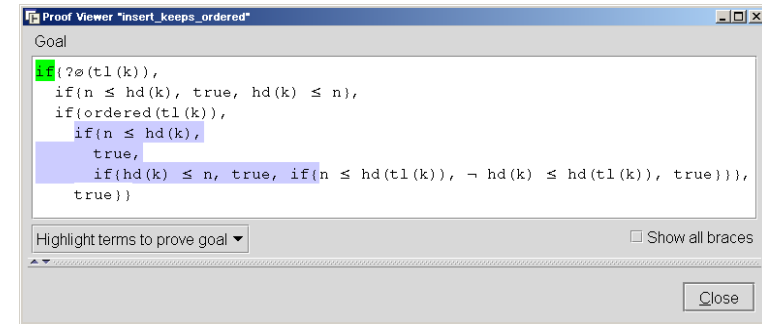 Proof Viewer "insert_keeps_ordered"
Goal
if{?∅(tl(k)),
if{n ≤ hd(k), true, hd(k) ≤ n},
if{ordered(tl(k)),
if{n ≤ hd(k),
true,
if{hd(k) ≤ n, true, if{n ≤ hd(tl(k)), ¬ hd(k) ≤ hd(tl(k)), true}}},
true}}
Highlight terms to prove goal
Show all braces
Close